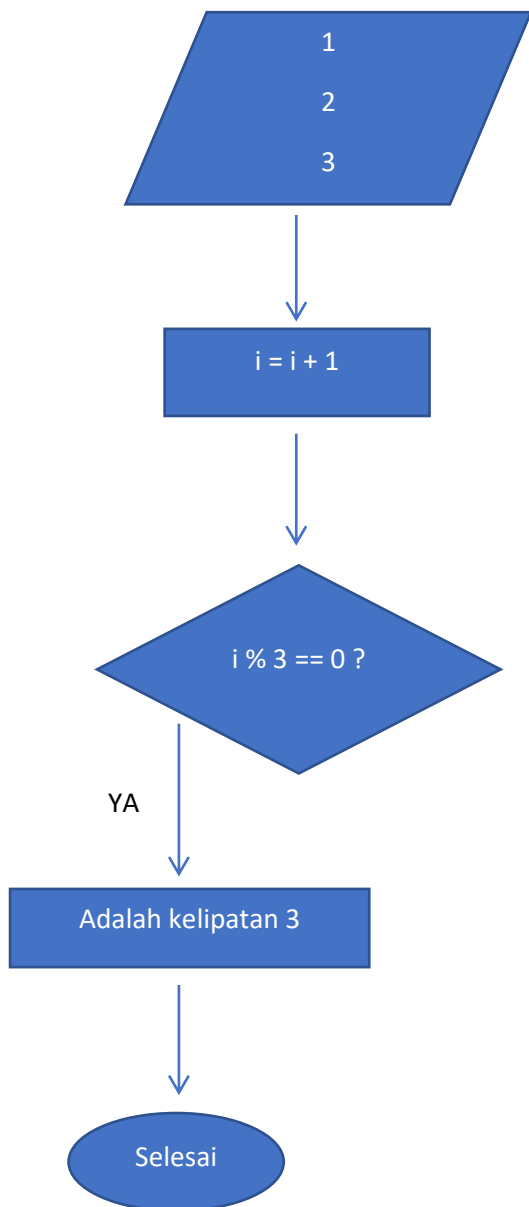 1
2
3
i = i + 1
i % 3 == 0 ?
YA
Adalah kelipatan 3
Selesai